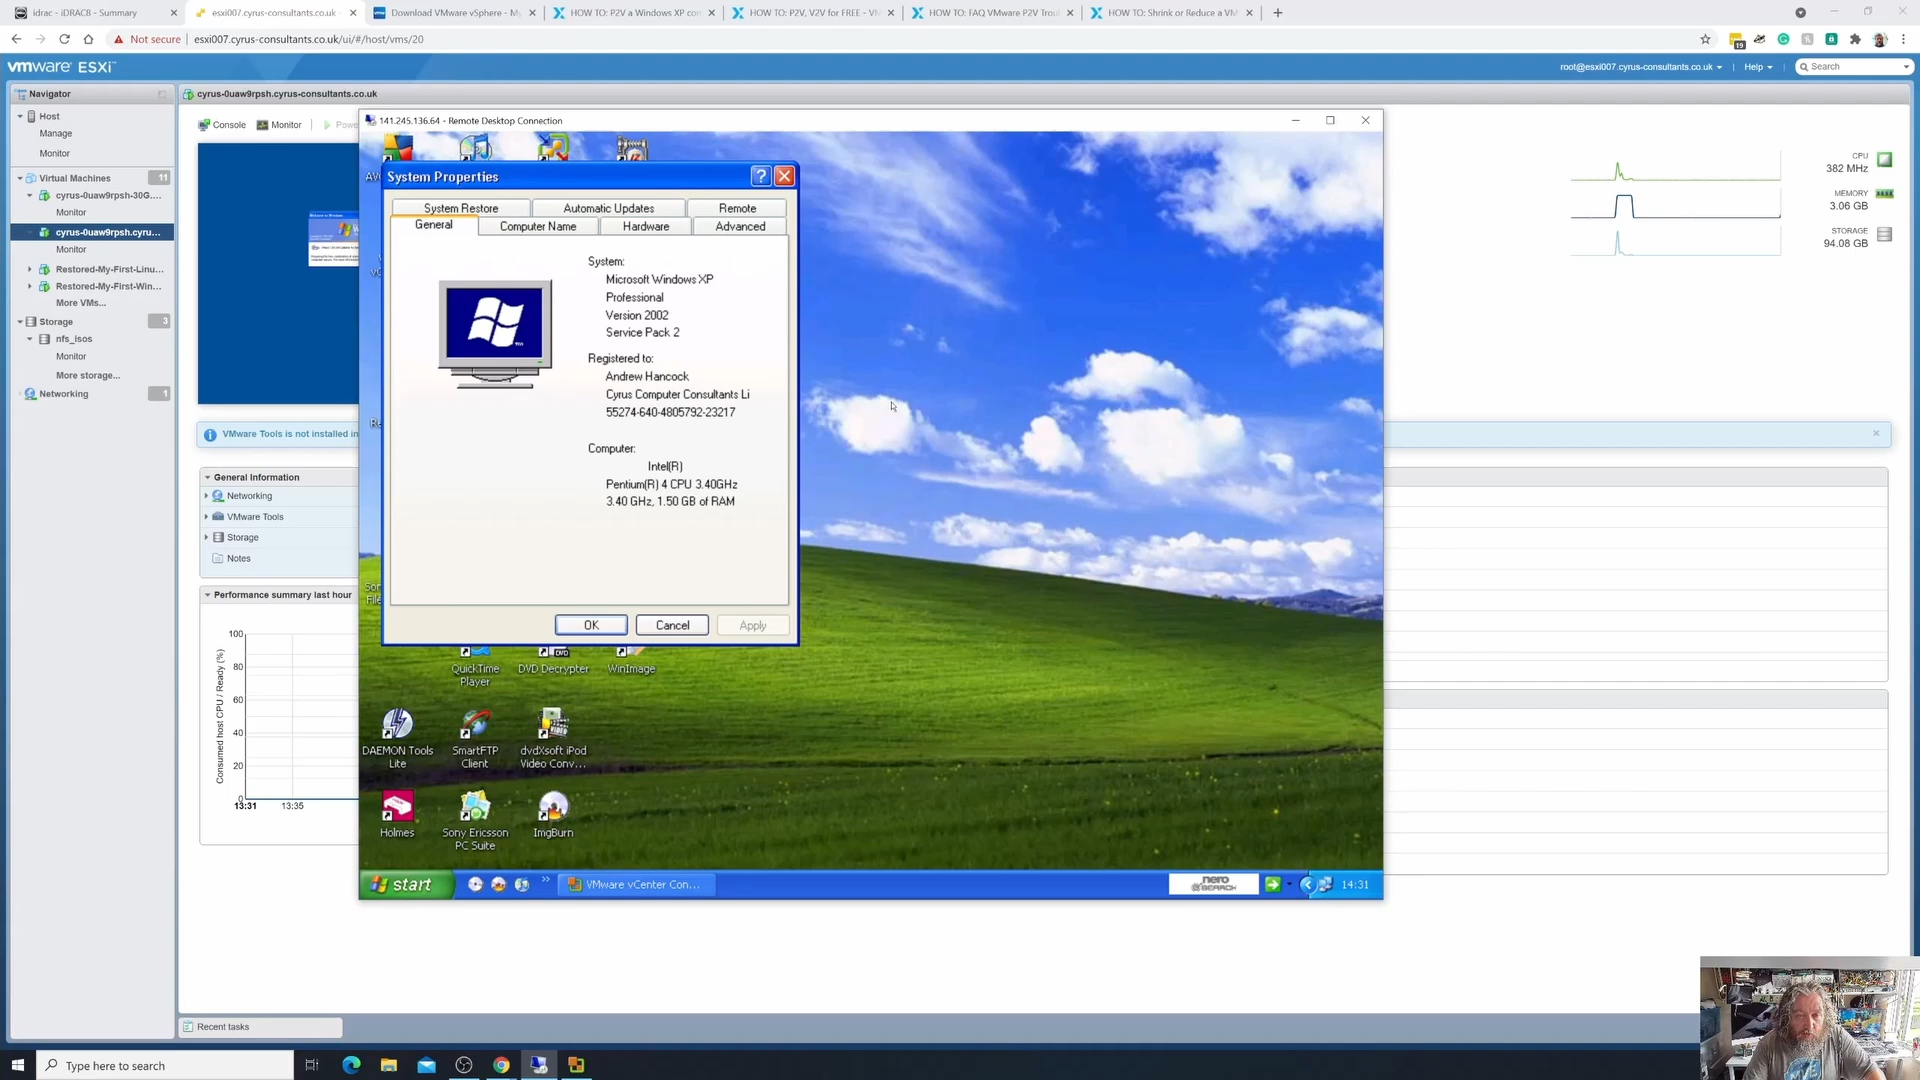 idrac - iDRAC8 - Summary
esxi007.cyrus-consultants.co.uk
Download VMware vSphere - My
HOW TO: P2V a Windows XP con
HOW TO: P2V, V2V for FREE - VM
HOW TO: FAQ VMware P2V Trou
HOW TO: Shrink or Reduce a VM
Not secure
esxi007.cyrus-consultants.co.uk/ui/#/host/vms/20
19
vmware ESXi
root@esxi007.cyrus-consultants.co.uk
Help
Search
Navigator
Host
Manage
Monitor
Virtual Machines
11
cyrus-0uaw9rpsh-30G....
Monitor
cyrus-0uaw9rpsh.cyru...
Monitor
Restored-My-First-Linu...
Restored-My-First-Win...
More VMs...
Storage
3
nfs_isos
Monitor
More storage...
Networking
1
cyrus-0uaw9rpsh.cyrus-consultants.co.uk
Console
Monitor
Powe
CPU
382 MHz
MEMORY
3.06 GB
STORAGE
94.08 GB
VMware Tools is not installed in
General Information
Networking
VMware Tools
Storage
Notes
Performance summary last hour
Consumed host CPU / Ready (%)
100
80
60
40
20
0
13:31
13:35
Recent tasks
141.245.136.64 - Remote Desktop Connection
System Properties
System Restore
Automatic Updates
Remote
General
Computer Name
Hardware
Advanced
System:
Microsoft Windows XP
Professional
Version 2002
Service Pack 2
Registered to:
Andrew Hancock
Cyrus Computer Consultants Li
55274-640-4805792-23217
Computer:
Intel(R)
Pentium(R) 4 CPU 3.40GHz
3.40 GHz, 1.50 GB of RAM
OK
Cancel
Apply
QuickTime
Player
DVD Decrypter
WinImage
DAEMON Tools
Lite
SmartFTP
Client
dvdXsoft iPod
Video Conv...
Holmes
Sony Ericsson
PC Suite
ImgBurn
start
VMware vCenter Con...
nero
SEARCH
14:31
Type here to search